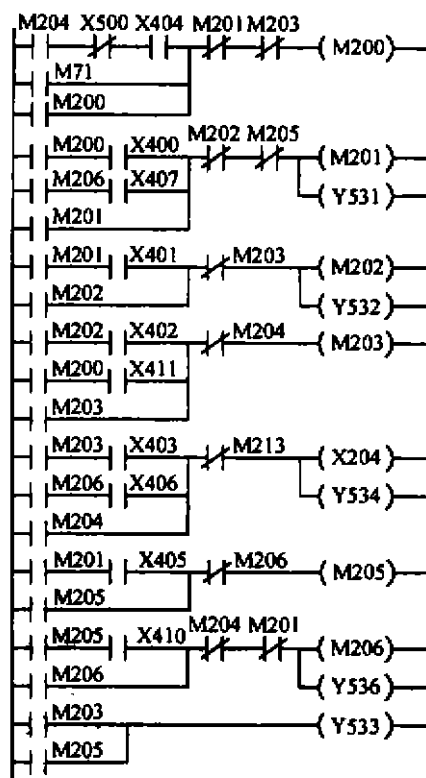 M204 X500 X404 M201 M203
M200
M71
M200
M202 M205
M200 X400 M201
M206 X407
Y531
M201
M201 X401 M203 M202
M202
Y532
M202 X402 M204 M203
M200 X411
M203
M203 X403 M213 X204
M206 X406
Y534
M204
M201 X405 M206 M205
M205
M204 M201
M205 X410 M206
M206
Y536
M203
Y533
M205